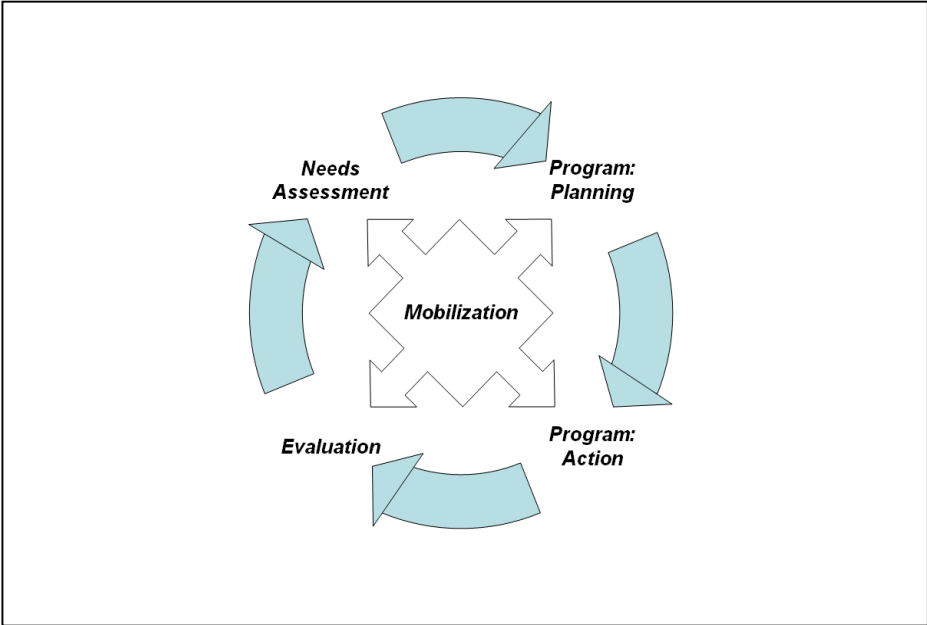 Needs
Assessment
Program:
Planning
Mobilization
Evaluation
Program:
Action